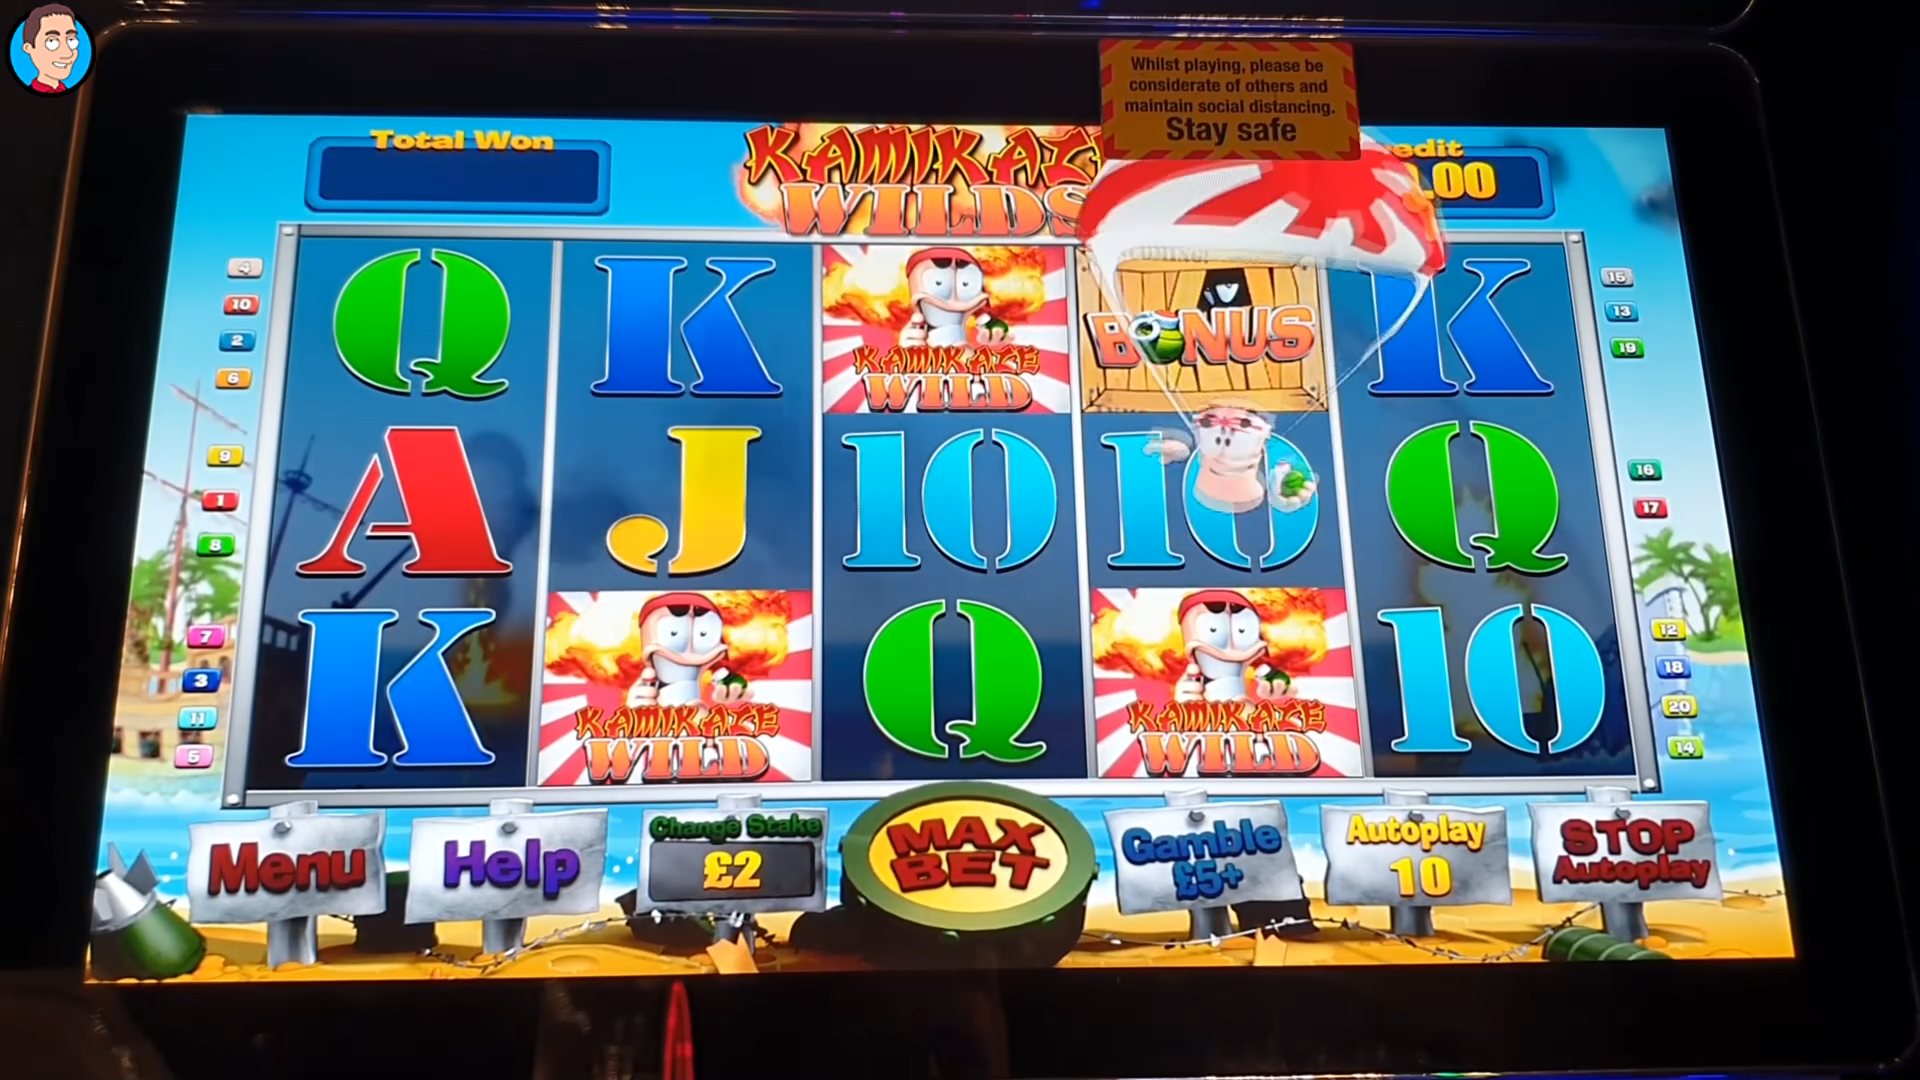 Whilst playing, please be
considerate of others and
maintain social distancing.
Stay safe
Total Won
KAMIKAZE
WILDS
.00
Q K KAMIKAZE WILD BONUS K
A J 10 10 Q
K KAMIKAZE WILD Q KAMIKAZE WILD 10
4
10
2
6
9
1
8
7
3
11
5
15
13
19
16
17
12
18
20
14
Menu
Help
Change Stake
£2
MAX
BET
Gamble
£5+
Autoplay
10
STOP
Autoplay